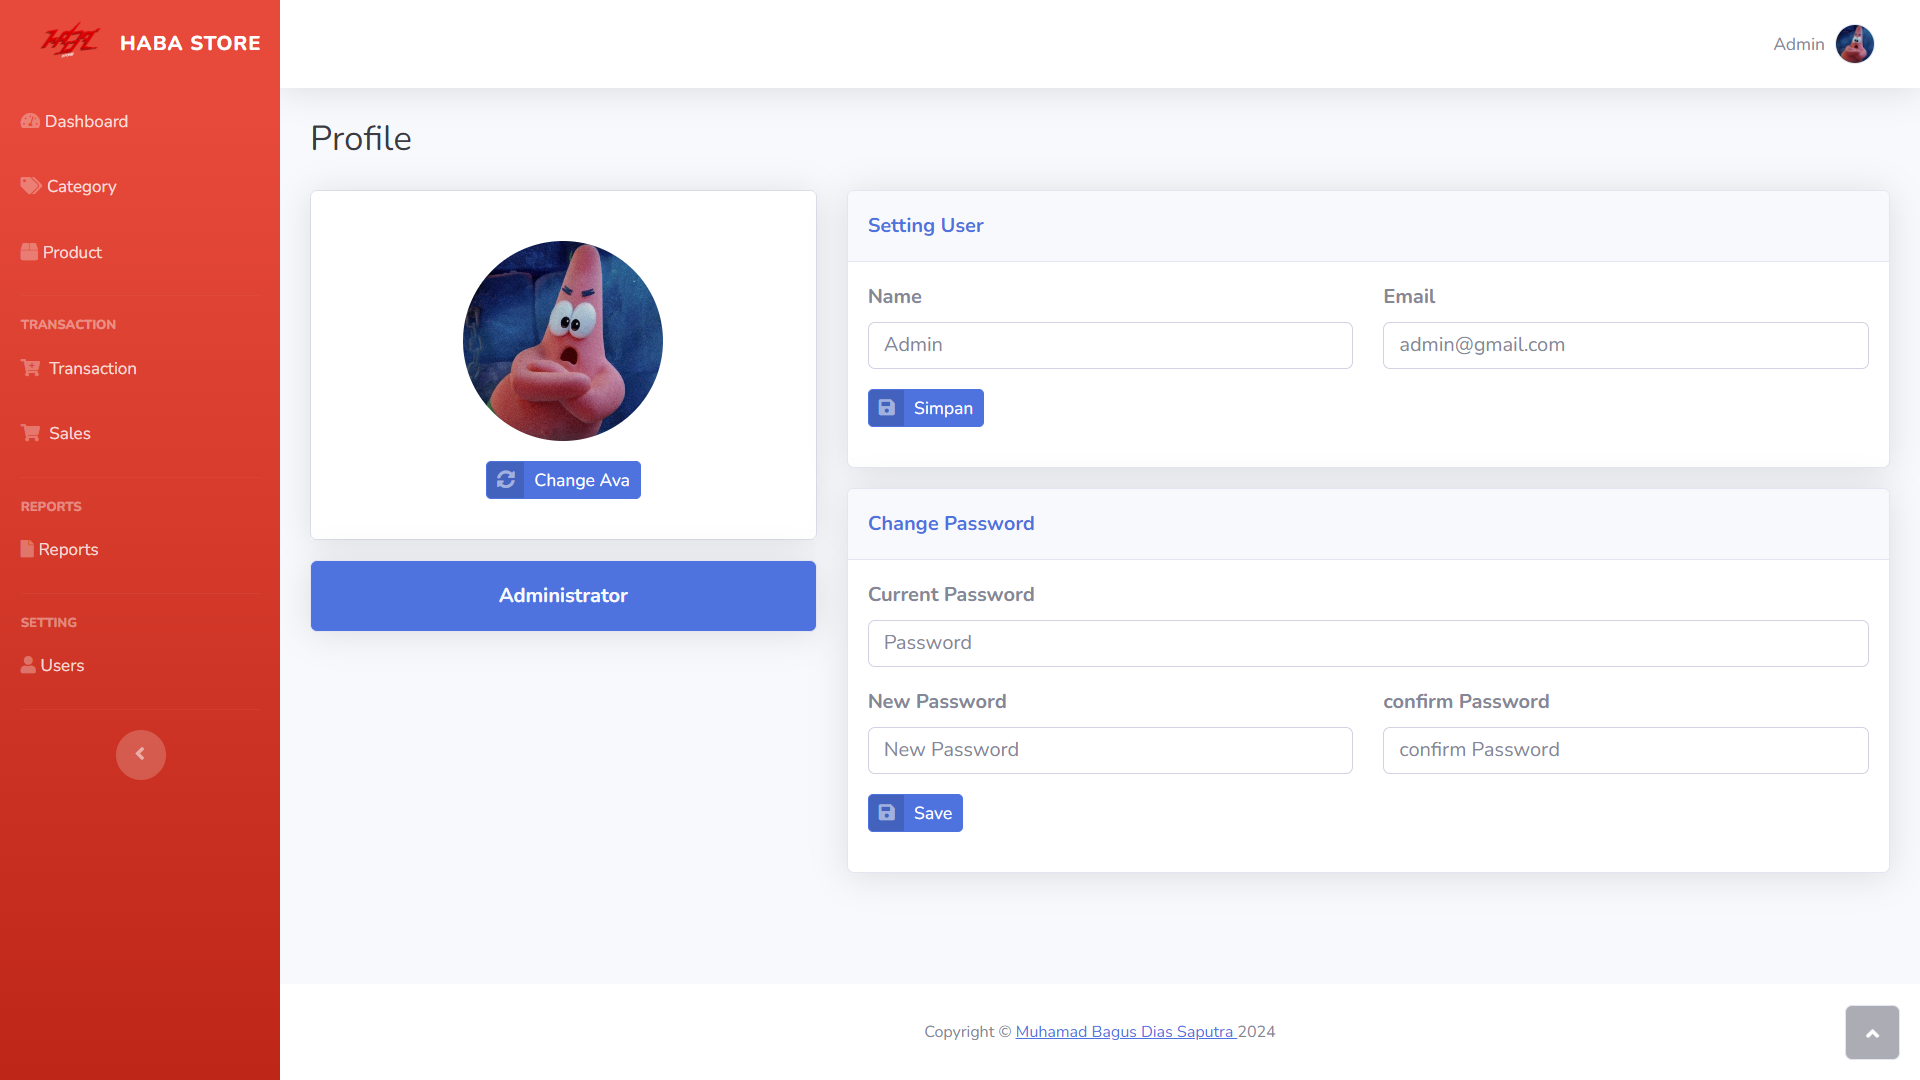 HABA STORE
Admin
Dashboard
Category
Product
TRANSACTION
Transaction
Sales
REPORTS
Reports
SETTING
Users
Profile
Change Ava
Administrator
Setting User
Name
Email
Admin
admin@gmail.com
Simpan
Change Password
Current Password
Password
New Password
confirm Password
New Password
confirm Password
Save
Copyright © Muhamad Bagus Dias Saputra 2024